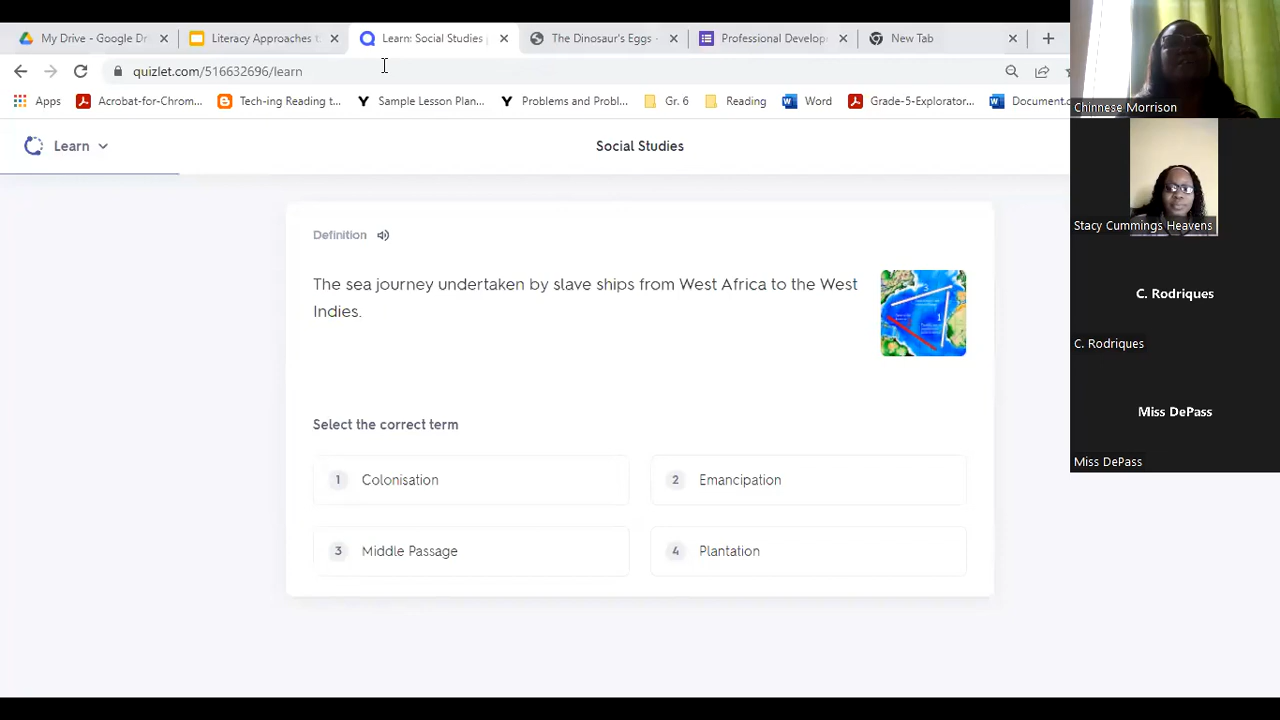 My Drive - Google Dr
Literacy Approaches t
Learn: Social Studies
The Dinosaur's Eggs -
Professional Develop
New Tab
quizlet.com/516632696/learn
Apps
Acrobat-for-Chrom...
Tech-ing Reading t...
Sample Lesson Plan...
Problems and Probl...
Gr. 6
Reading
Word
Grade-5-Explorator...
Document.c
Learn
Social Studies
Definition
The sea journey undertaken by slave ships from West Africa to the West
Indies.
3
1
Select the correct term
1 Colonisation
2 Emancipation
3 Middle Passage
4 Plantation
Chinnese Morrison
Stacy Cummings Heavens
C. Rodriques
C. Rodriques
Miss DePass
Miss DePass